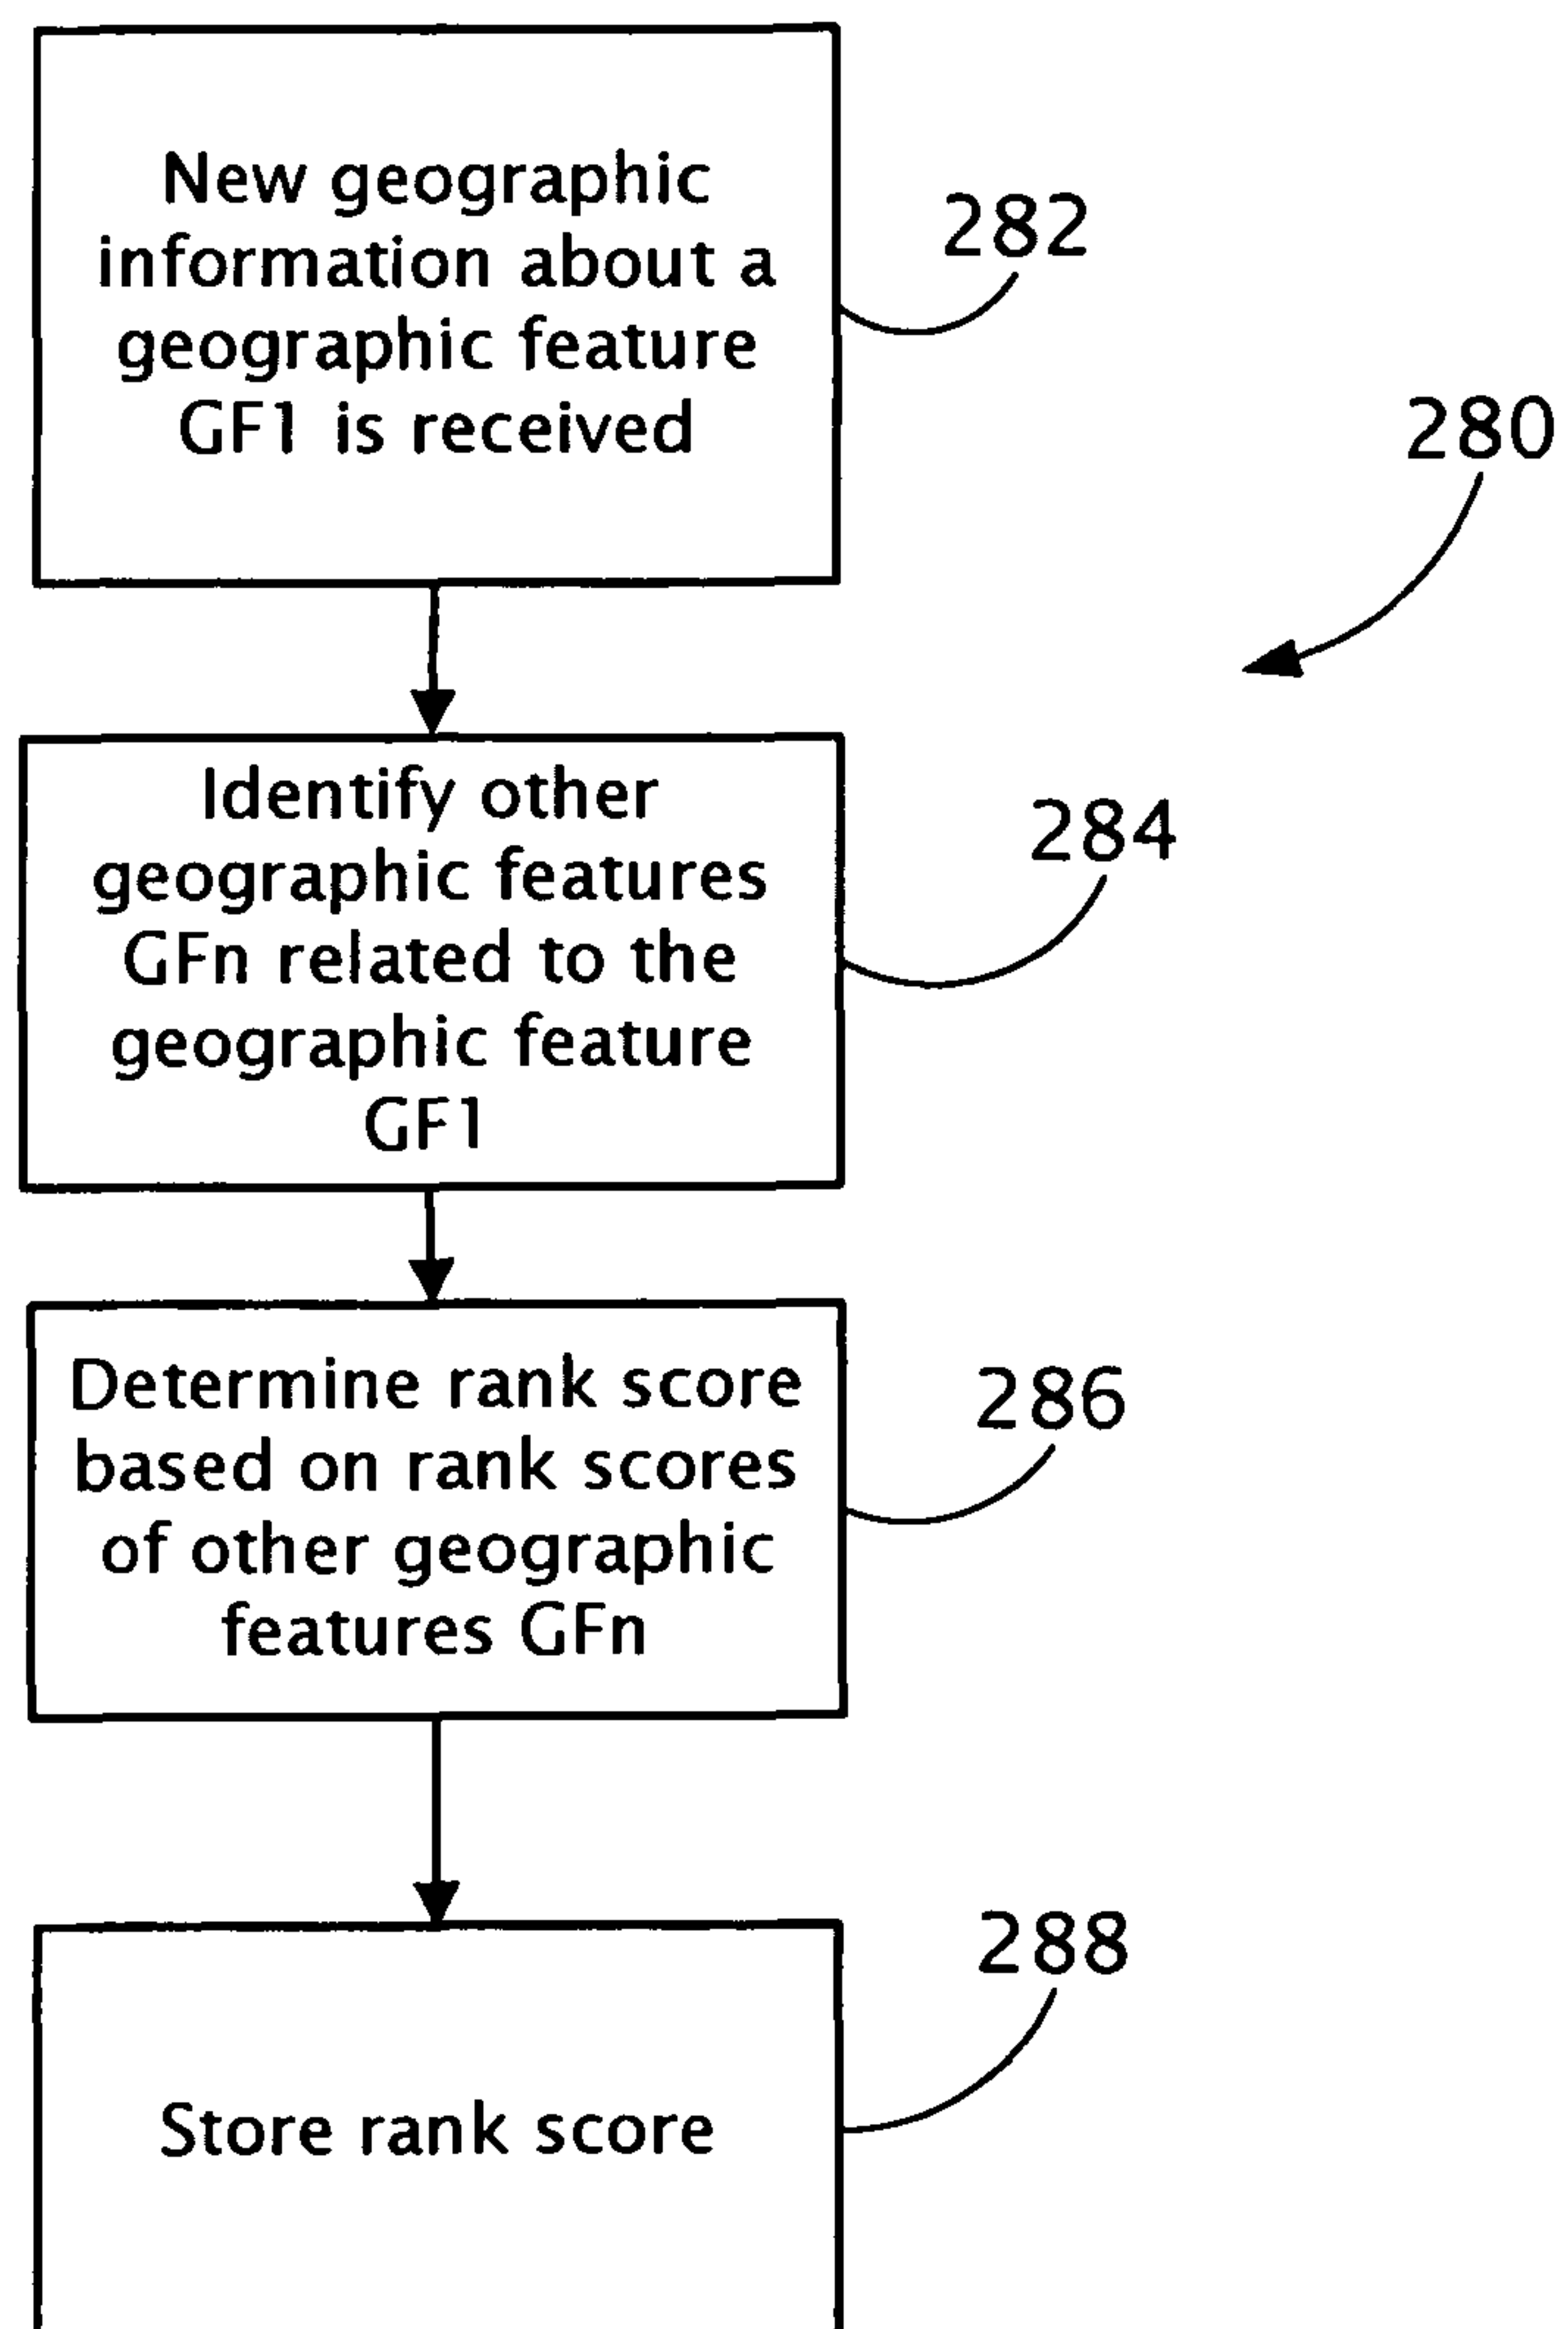 New geographic
information about a
geographic feature
GF1 is received
282
280
Identify other
geographic features
GFn related to the
geographic feature
GF1
284
Determine rank score
based on rank scores
of other geographic
features GFn
286
Store rank score
288